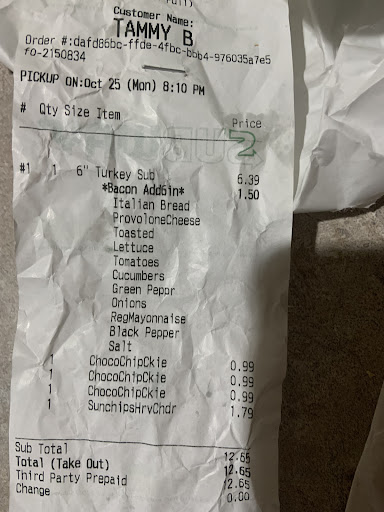 Customer Name:
TAMMY B
Order #:dafd86bc-ffde-4fbc-bbb4-976035a7e5
fo-2150834
PICKUP ON:Oct 25 (Mon) 8:10 PM
# Qty Size Item Price
#1 1 6" Turkey Sub 6.39
*Bacon Add6in* 1.50
Italian Bread
ProvoloneCheese
Toasted
Lettuce
Tomatoes
Cucumbers
Green Peppr
Onions
RegMayonnaise
Black Pepper
Salt
1 ChocoChipCkie 0.99
1 ChocoChipCkie 0.99
1 ChocoChipCkie 0.99
1 SunchipsHrvChdr 1.79
Sub Total 12.65
Total (Take Out) 12.65
Third Party Prepaid 12.65
Change 0.00